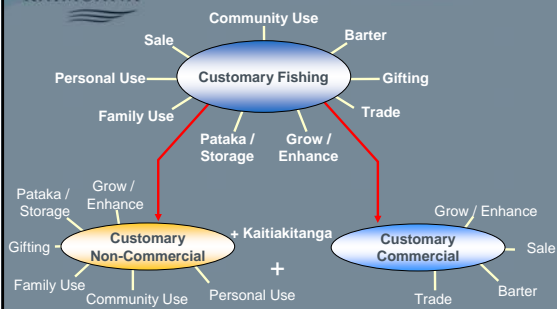 Community Use
Sale
Barter
Personal Use
Customary Fishing
Gifting
Family Use
Trade
Pataka /
Storage
Grow /
Enhance
Pataka /
Storage
Grow /
Enhance
Gifting
Customary
Non-Commercial
Family Use
Community Use
Personal Use
+ Kaitiakitanga
+
Grow / Enhance
Customary
Commercial
Sale
Trade
Barter